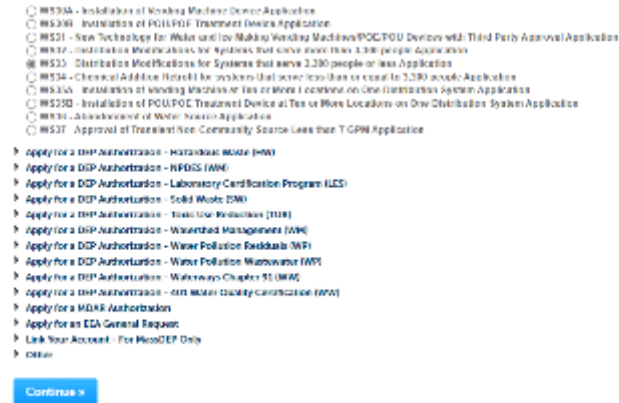 WS30A - Installation of Vending Machine Device Application
WS30B - Installation of POU/POE Treatment Device Application
WS31 - New Technology for Water and Ice Making Vending Machines/POE/POU Devices with Third Party Approval Application
WS32 - Distribution Modifications for Systems that serve more than 3,300 people Application
WS33 - Distribution Modifications for Systems that serve 3,300 people or less Application
WS34 - Chemical Addition Retrofit for systems that serve less than or equal to 3,300 people Application
WS35A - Installation of Vending Machine at Ten or More Locations on One Distribution System Application
WS35B - Installation of POU/POE Treatment Device at Ten or More Locations on One Distribution System Application
WS36 - Abandonment of Water Source Application
WS37 - Approval of Transient Non Community Source Less than 7 GPM Application
Apply for a DEP Authorization - Hazardous Waste (HW)
Apply for a DEP Authorization - NPDES (WM)
Apply for a DEP Authorization - Laboratory Certification Program (LES)
Apply for a DEP Authorization - Solid Waste (SW)
Apply for a DEP Authorization - Toxic Use Reduction (TUR)
Apply for a DEP Authorization - Watershed Management (WM)
Apply for a DEP Authorization - Water Pollution Residuals (WP)
Apply for a DEP Authorization - Water Pollution Wastewater (WP)
Apply for a DEP Authorization - Waterways Chapter 91 (WW)
Apply for a DEP Authorization - 401 Water Quality Certification (WW)
Apply for a MDAR Authorization
Apply for an EEA General Request
Link Your Account - For MassDEP Only
Other
Continue »